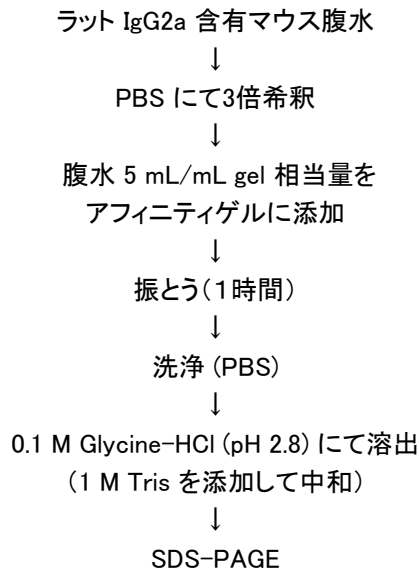 ラット IgG2a 含有マウス腹水
↓
PBS にて3倍希釈
↓
腹水 5 mL/mL gel 相当量を
アフィニティゲルに添加
↓
振とう(１時間)
↓
洗浄 (PBS)
↓
0.1 M Glycine-HCl (pH 2.8) にて溶出
(1 M Tris を添加して中和)
↓
SDS-PAGE